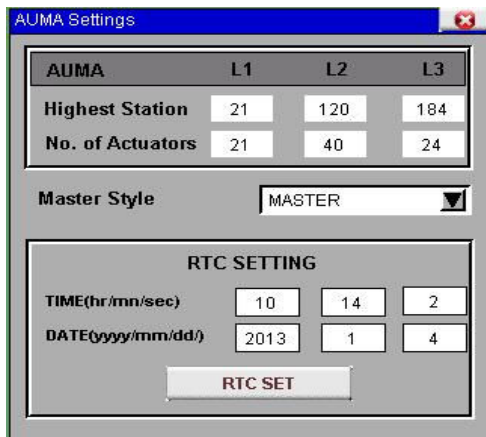 AUMA Settings
AUMA L1 L2 L3
Highest Station 21 120 184
No. of Actuators 21 40 24
Master Style MASTER
RTC SETTING
TIME(hr/mn/sec) 10 14 2
DATE(yyyy/mm/dd/) 2013 1 4
RTC SET